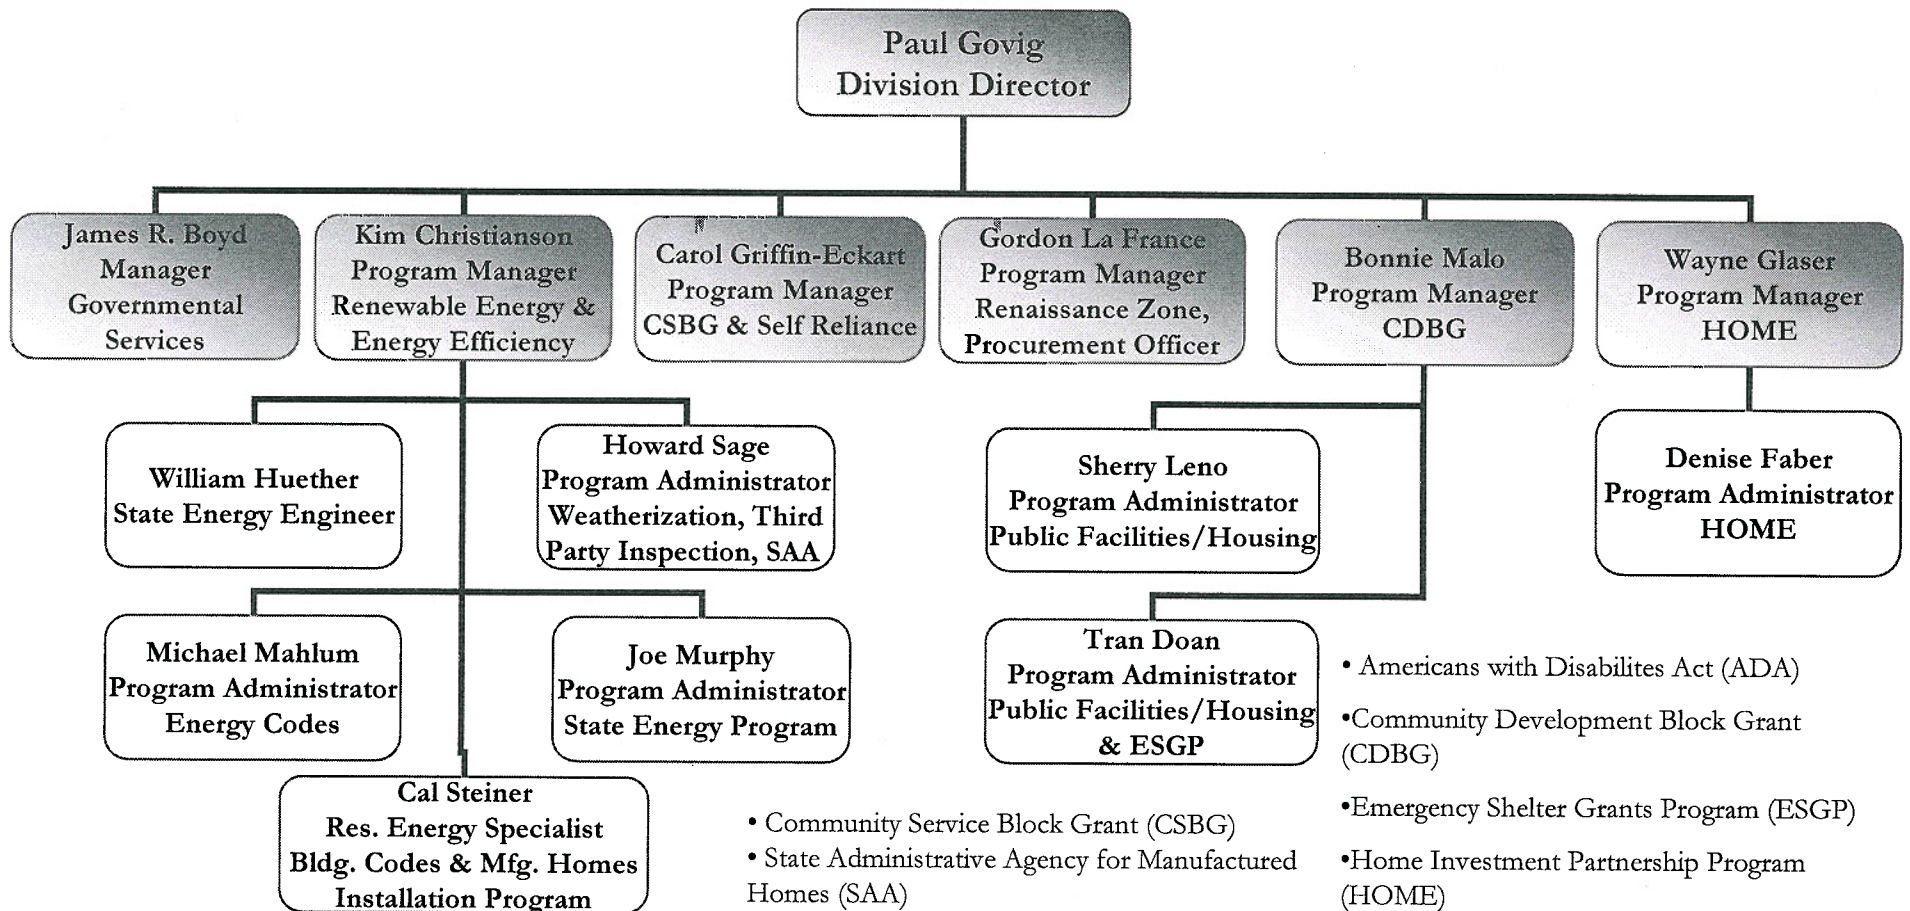 Paul Govig
Division Director
James R. Boyd
Manager
Governmental
Services
Kim Christianson
Program Manager
Renewable Energy &
Energy Efficiency
Carol Griffin-Eckart
Program Manager
CSBG & Self Reliance
Gordon La France
Program Manager
Renaissance Zone,
Procurement Officer
Bonnie Malo
Program Manager
CDBG
Wayne Glaser
Program Manager
HOME
William Huether
State Energy Engineer
Howard Sage
Program Administrator
Weatherization, Third
Party Inspection, SAA
Sherry Leno
Program Administrator
Public Facilities/Housing
Denise Faber
Program Administrator
HOME
Michael Mahlum
Program Administrator
Energy Codes
Joe Murphy
Program Administrator
State Energy Program
Tran Doan
Program Administrator
Public Facilities/Housing
& ESGP
Cal Steiner
Res. Energy Specialist
Bldg. Codes & Mfg. Homes
Installation Program
• Community Service Block Grant (CSBG)
• State Administrative Agency for Manufactured
Homes (SAA)
• Americans with Disabilites Act (ADA)
•Community Development Block Grant
(CDBG)
•Emergency Shelter Grants Program (ESGP)
•Home Investment Partnership Program
(HOME)